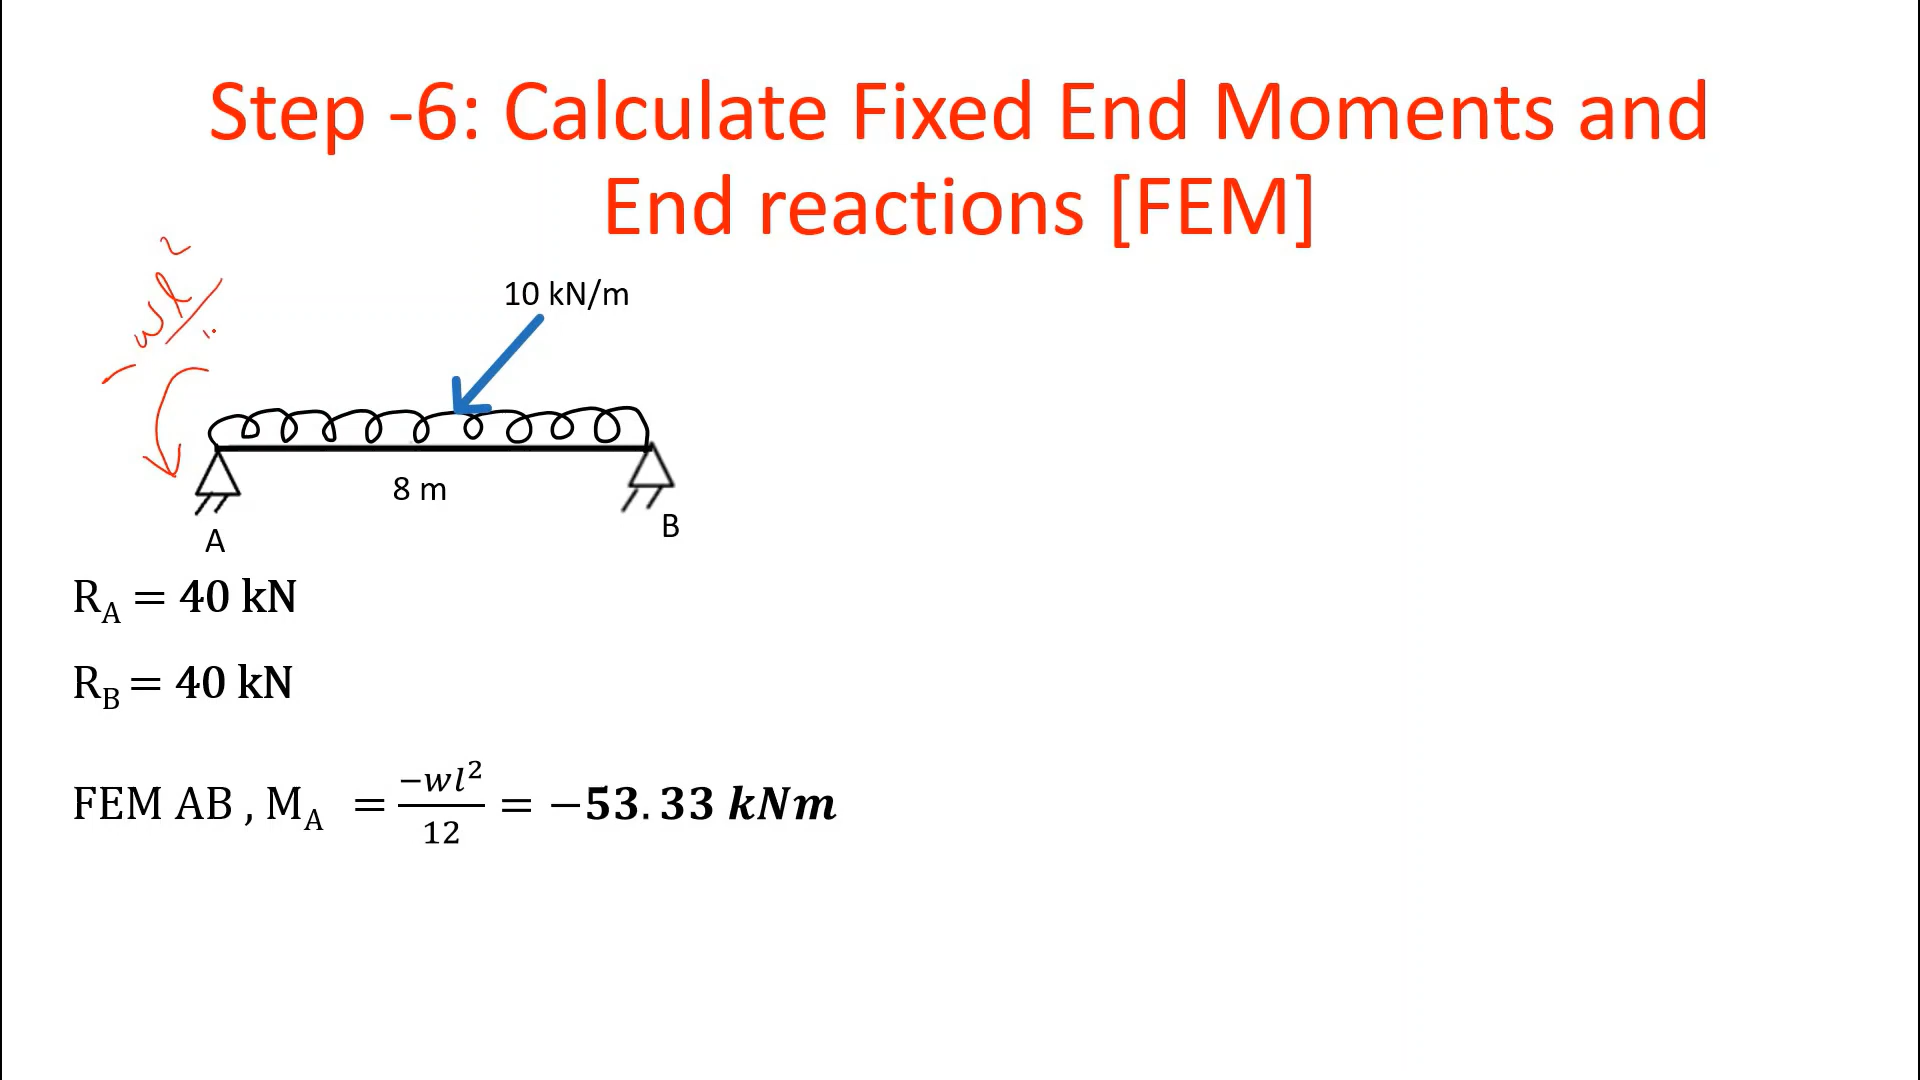 Step -6: Calculate Fixed End Moments and
End reactions [FEM]
-wl²/
10 kN/m
8 m
A
B
R_A = 40 kN
R_B = 40 kN
FEM AB , M_A = -wl²/12 = −53.33 kNm